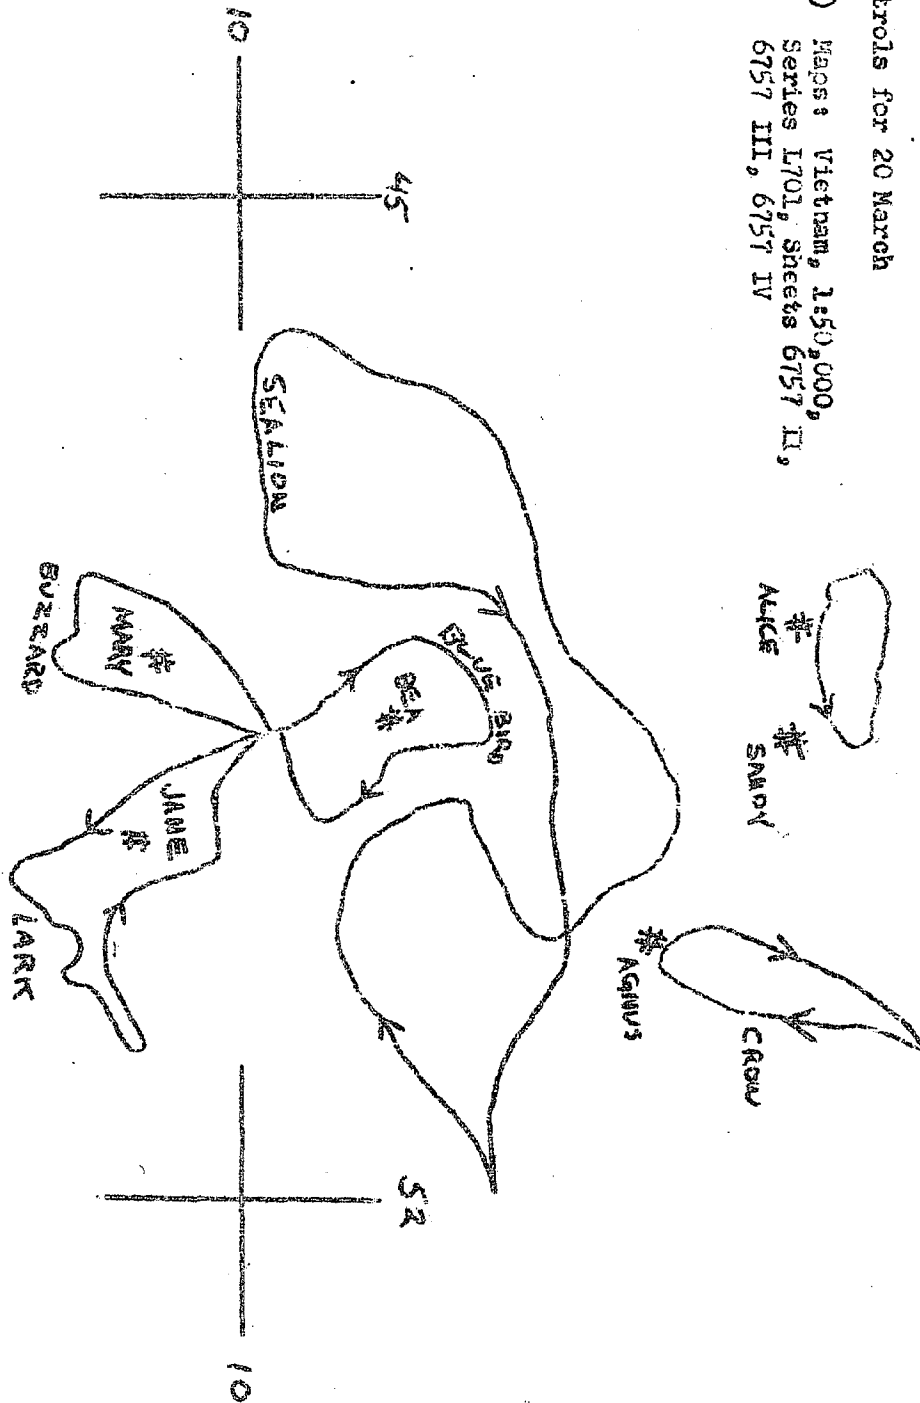 trols for 20 March
) Maps: Vietnam, 1:50,000,
Series L701, Sheets 6757 II,
6757 III, 6757 IV
ALICE
SANDY
CROW
AGNUS
45
52
SEALION
BLUE BIRD
BEA
10
10
MARY
JANE
BUZZARD
LARK